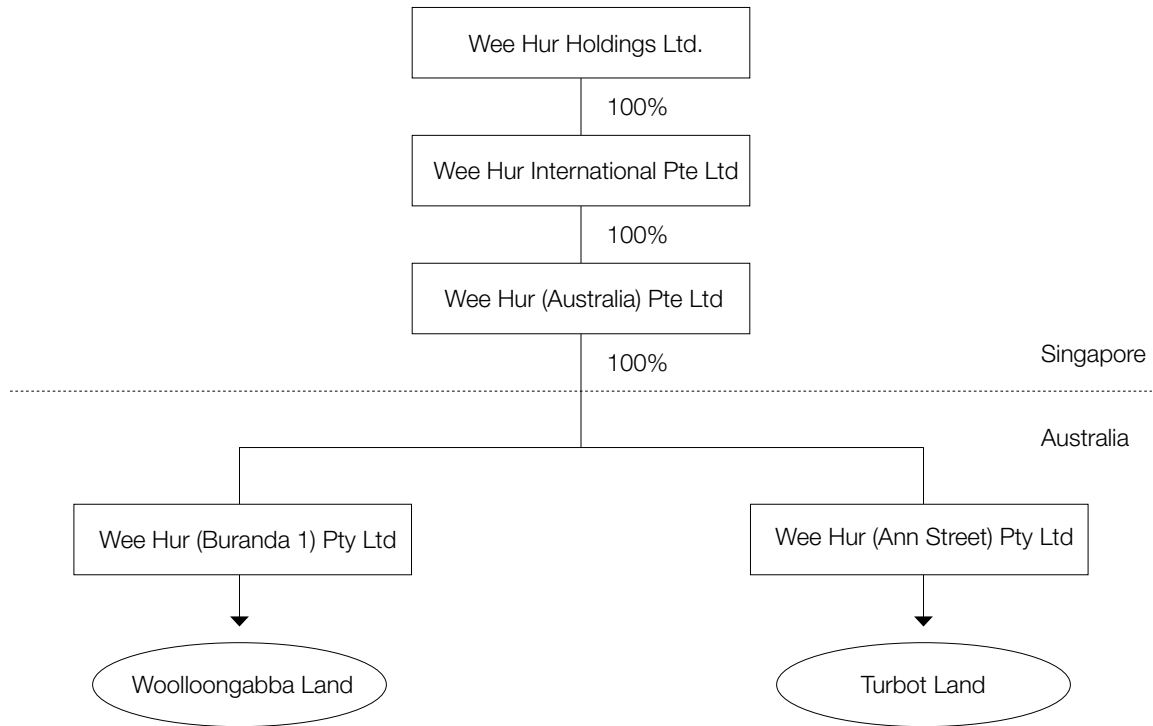 Wee Hur Holdings Ltd.
100%
Wee Hur International Pte Ltd
100%
Wee Hur (Australia) Pte Ltd
100%
Singapore
Australia
Wee Hur (Buranda 1) Pty Ltd
Wee Hur (Ann Street) Pty Ltd
Woolloongabba Land
Turbot Land